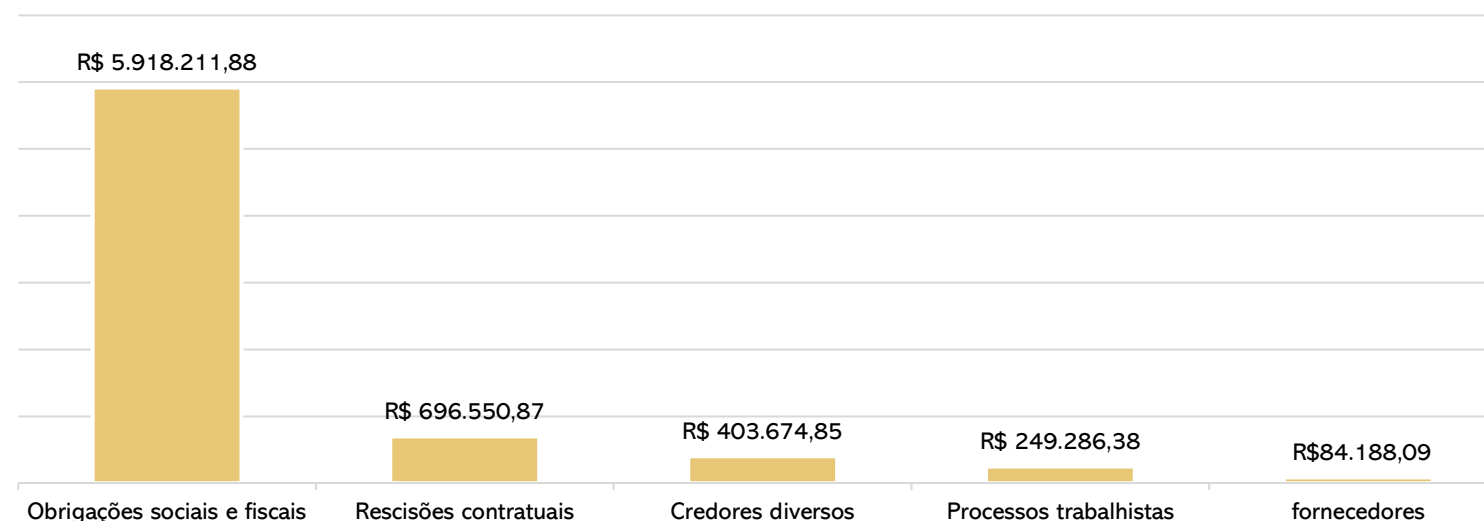 R$ 5.918.211,88
R$ 696.550,87
R$ 403.674,85
R$ 249.286,38
R$84.188,09
Obrigações sociais e fiscais
Rescisões contratuais
Credores diversos
Processos trabalhistas
fornecedores